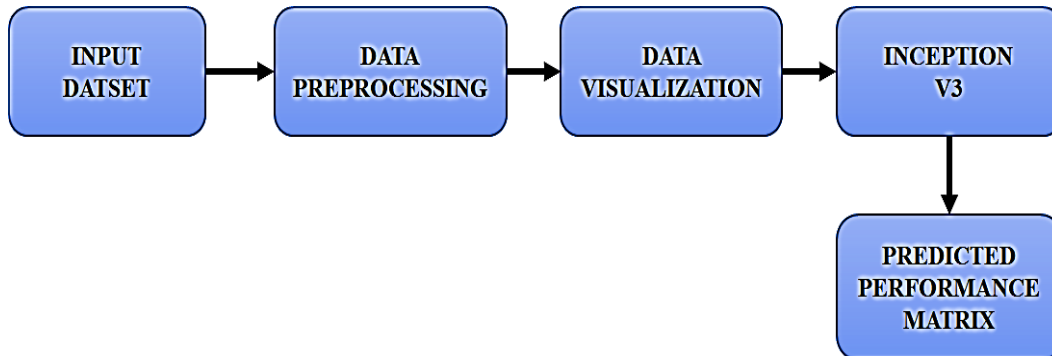 INPUT
DATSET
DATA
PREPROCESSING
DATA
VISUALIZATION
INCEPTION
V3
PREDICTED
PERFORMANCE
MATRIX